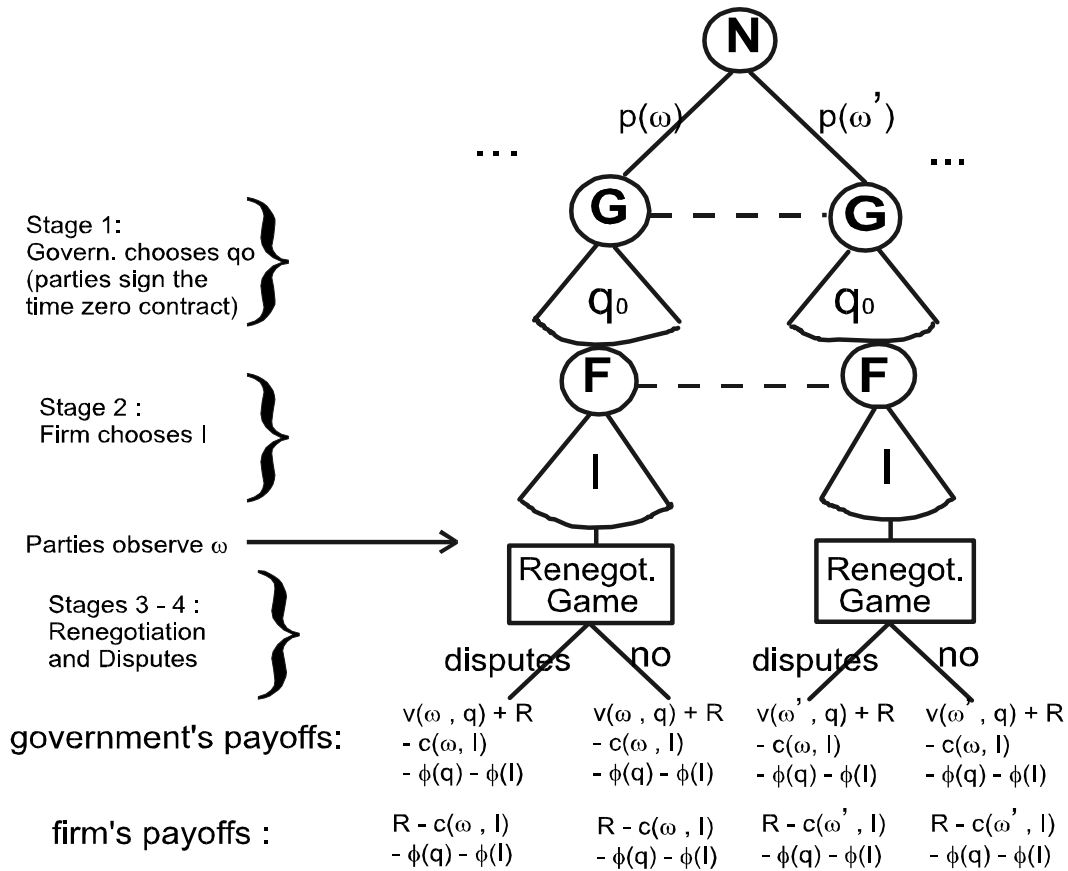 N
p(ω) p(ω')
... ...
G G
Stage 1:
Govern. chooses qo
(parties sign the
time zero contract)
q₀ q₀
F F
Stage 2 :
Firm chooses I
I I
Parties observe ω
Renegot. Renegot.
Game Game
Stages 3 - 4 :
Renegotiation
and Disputes
disputes no disputes no
government's payoffs:
v(ω , q) + R v(ω , q) + R v(ω' , q) + R v(ω' , q) + R
- c(ω, I) - c(ω , I) - c(ω, I) - c(ω, I)
- ϕ(q) - ϕ(I) - ϕ(q) - ϕ(I) - ϕ(q) - ϕ(I) - ϕ(q) - ϕ(I)
firm's payoffs :
R - c(ω , I) R - c(ω , I) R - c(ω' , I) R - c(ω' , I)
- ϕ(q) - ϕ(I) - ϕ(q) - ϕ(I) - ϕ(q) - ϕ(I) - ϕ(q) - ϕ(I)